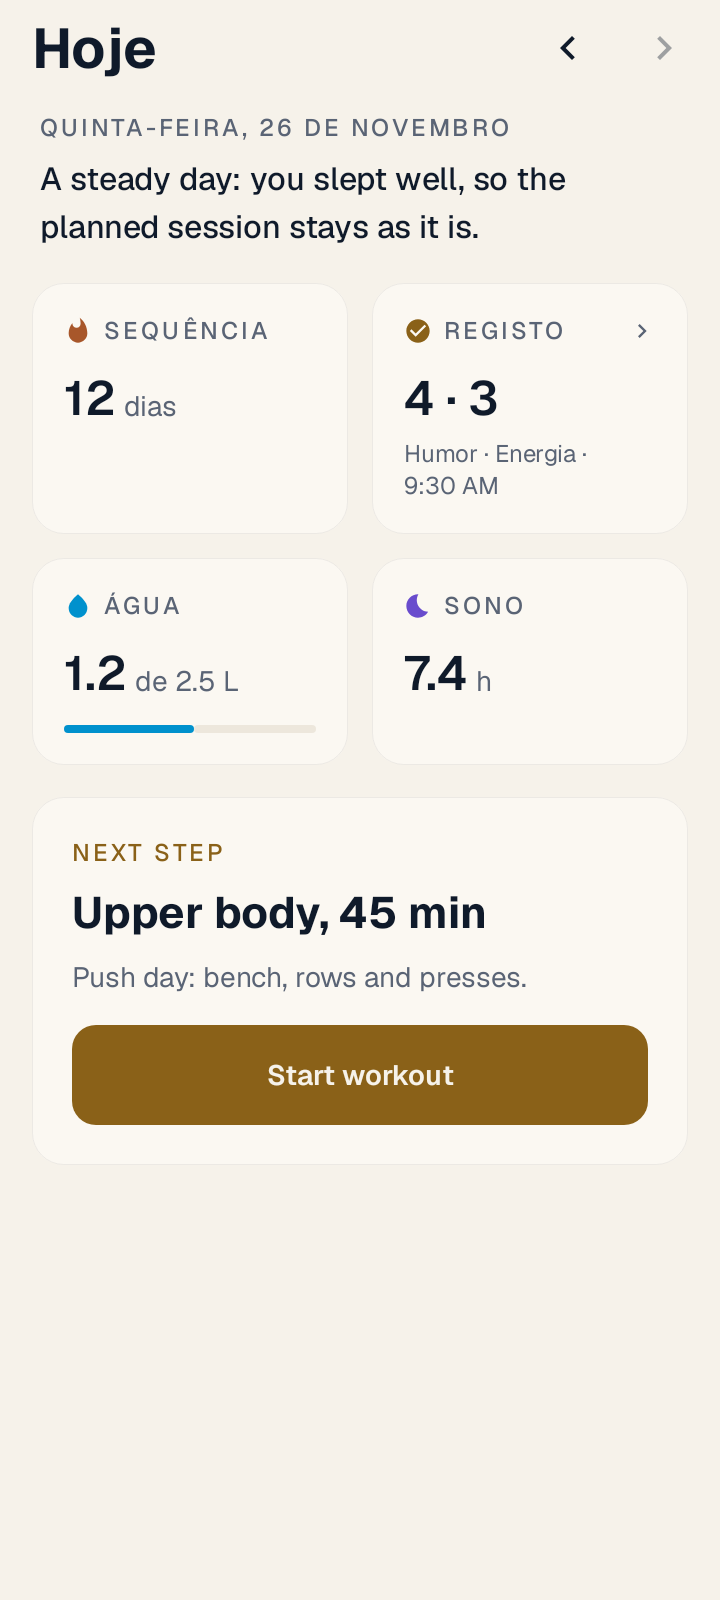 Hoje
QUINTA-FEIRA, 26 DE NOVEMBRO
A steady day: you slept well, so the
planned session stays as it is.
SEQUÊNCIA
12 dias
REGISTO
4 · 3
Humor · Energia ·
9:30 AM
ÁGUA
1.2 de 2.5 L
SONO
7.4 h
NEXT STEP
Upper body, 45 min
Push day: bench, rows and presses.
Start workout